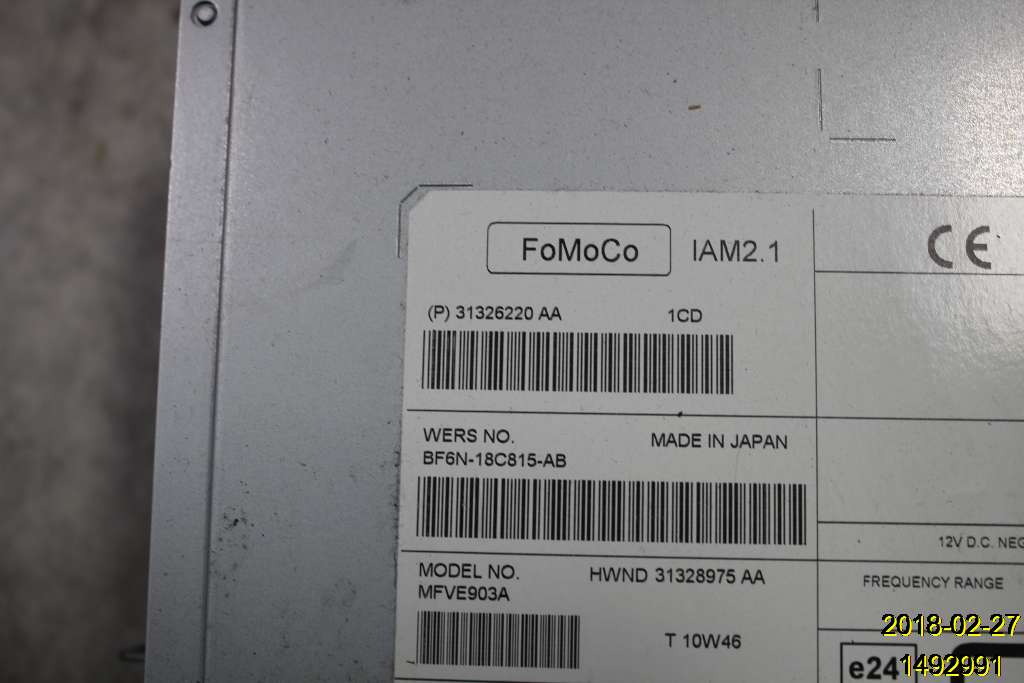 FoMoCo IAM2.1 CE
(P) 31326220 AA 1CD
WERS NO. MADE IN JAPAN
BF6N-18C815-AB
12V D.C. NEG
MODEL NO. HWND 31328975 AA
MFVE903A
FREQUENCY RANGE
T 10W46
e24
2018-02-27
1492991